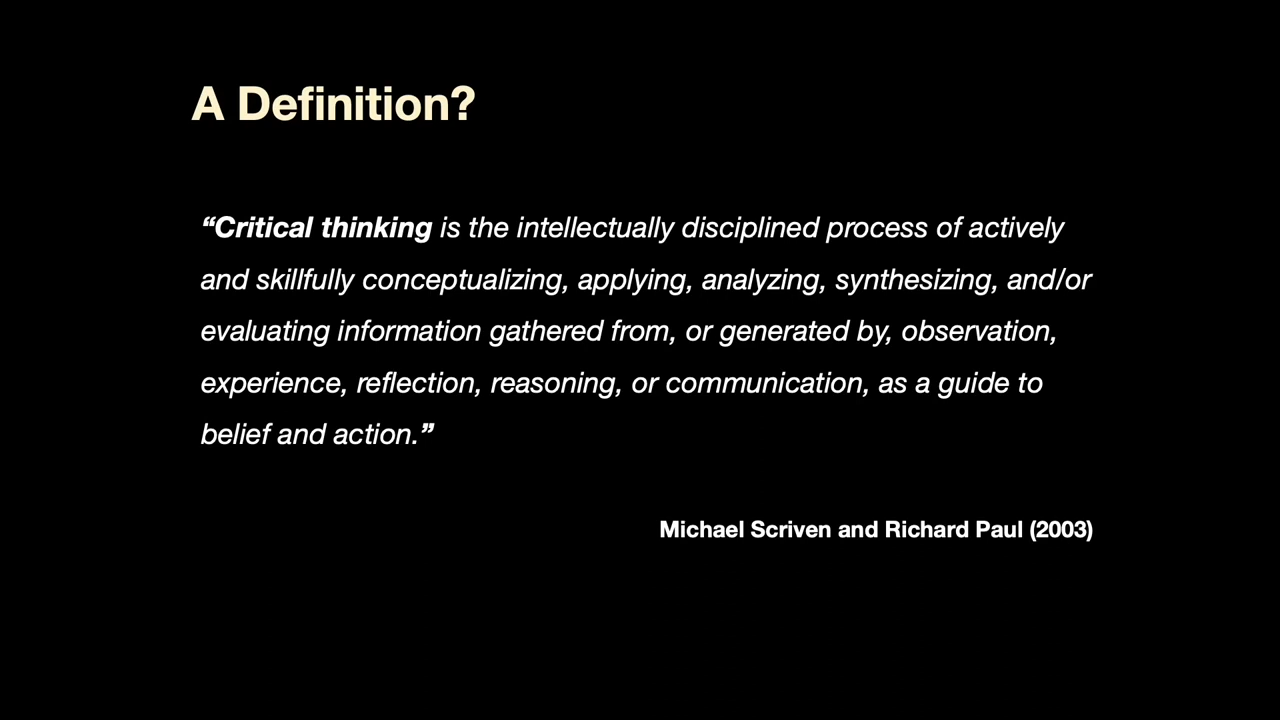 A Definition?
“Critical thinking is the intellectually disciplined process of actively
and skillfully conceptualizing, applying, analyzing, synthesizing, and/or
evaluating information gathered from, or generated by, observation,
experience, reflection, reasoning, or communication, as a guide to
belief and action.”
Michael Scriven and Richard Paul (2003)